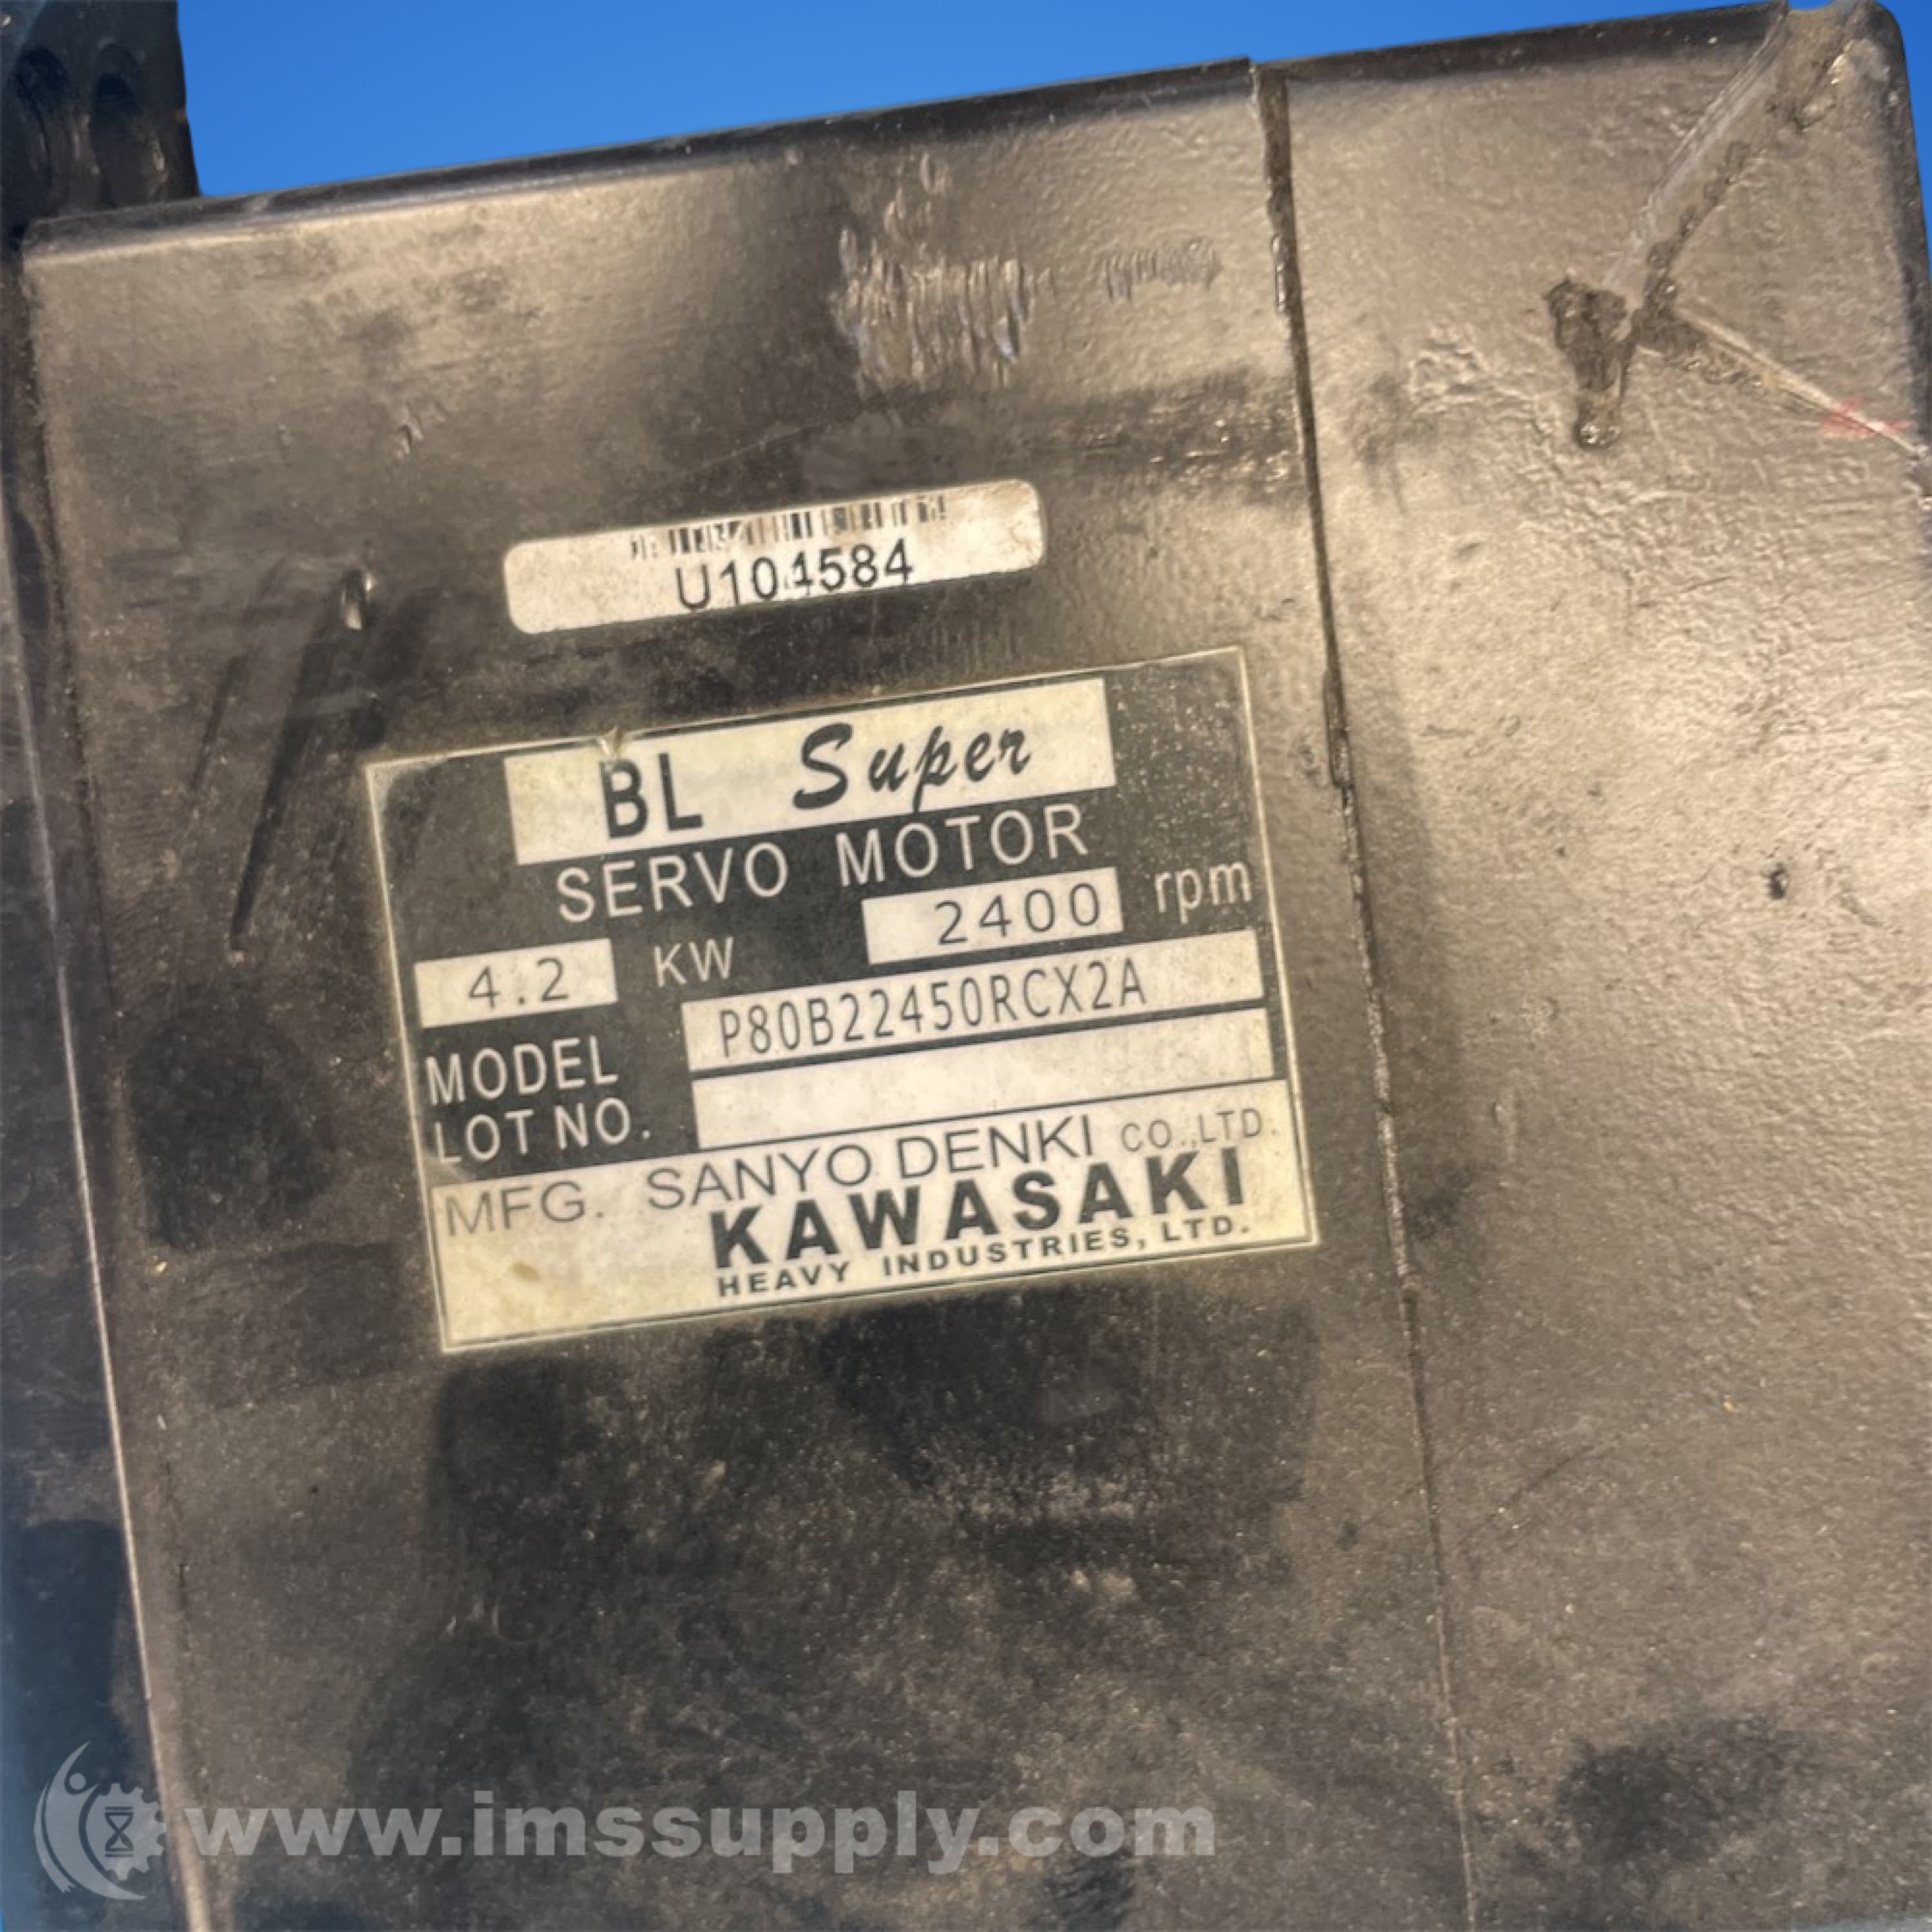 U104584
BL Super
SERVO MOTOR
4.2 KW 2400 rpm
MODEL P80B22450RCX2A
LOT NO.
MFG. SANYO DENKI CO.,LTD.
KAWASAKI
HEAVY INDUSTRIES, LTD.
www.imssupply.com